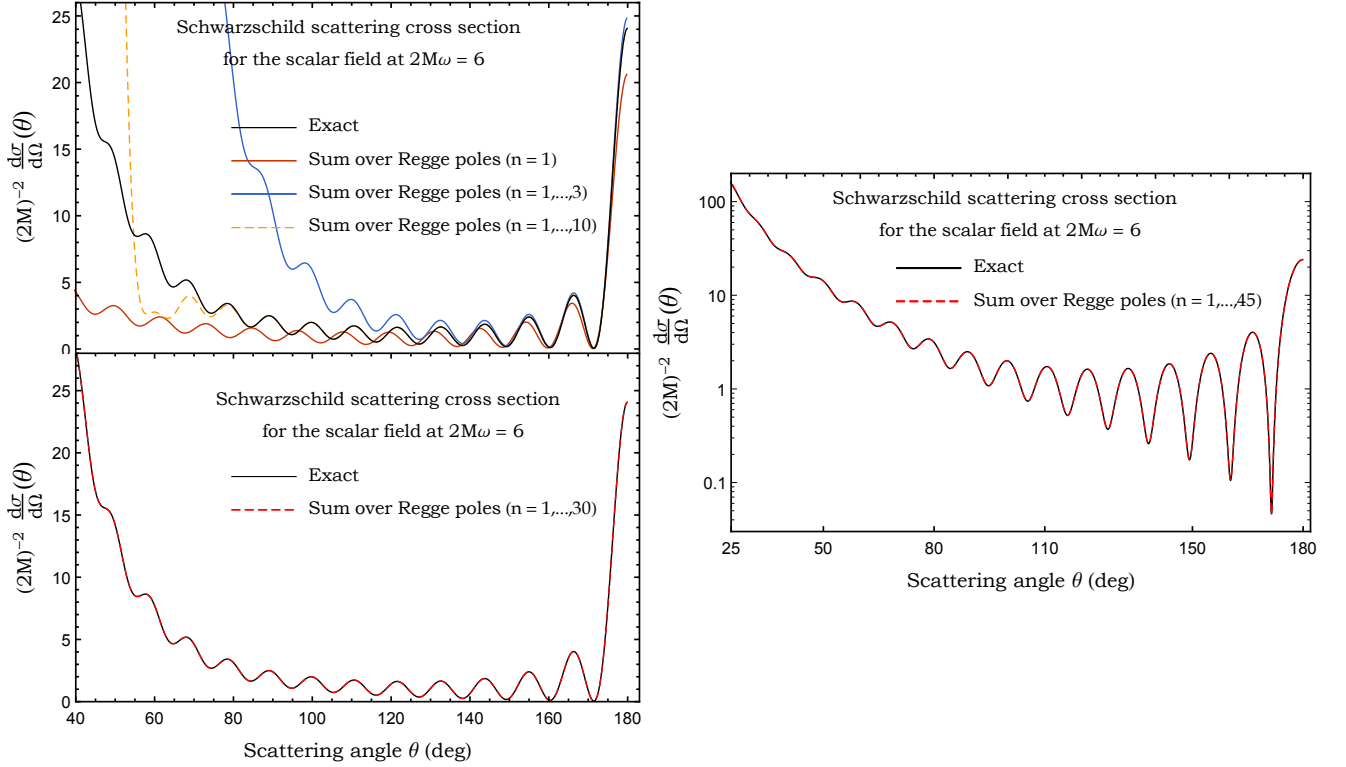 Schwarzschild scattering cross section
for the scalar field at 2Mω = 6
Exact
Sum over Regge poles (n = 1)
Sum over Regge poles (n = 1,...,3)
Sum over Regge poles (n = 1,...,10)
(2M)⁻² dσ/dΩ(θ)
25
20
15
10
5
0
Schwarzschild scattering cross section
for the scalar field at 2Mω = 6
Exact
Sum over Regge poles (n = 1,...,30)
(2M)⁻² dσ/dΩ(θ)
25
20
15
10
5
0
40 60 80 100 120 140 160 180
Scattering angle θ (deg)
Schwarzschild scattering cross section
for the scalar field at 2Mω = 6
Exact
Sum over Regge poles (n = 1,...,45)
(2M)⁻² dσ/dΩ(θ)
100
10
1
0.1
25 50 80 110 150 180
Scattering angle θ (deg)